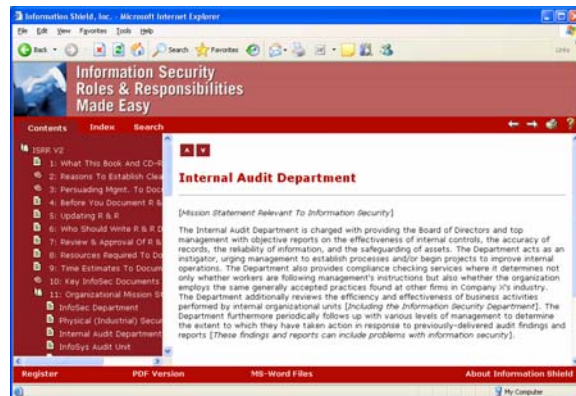 Information Shield, Inc. - Microsoft Internet Explorer
File Edit View Favorites Tools Help
Back Search Favorites Links
Information Security
Roles & Responsibilities
Made Easy
Contents Index Search
ISRR V2
1: What This Book And CD-R
2: Reasons To Establish Clea
3: Persuading Mgmt. To Doc
4: Before You Document R &
5: Updating R & R
6: Who Should Write R & R D
7: Review & Approval Of R &
8: Resources Required To Do
9: Time Estimates To Docum
10: Key InfoSec Documents
11: Organizational Mission St
InfoSec Department
Physical (Industrial) Secur
Internal Audit Department
InfoSys Audit Unit
Internal Audit Department
[Mission Statement Relevant To Information Security]
The Internal Audit Department is charged with providing the Board of Directors and top
management with objective reports on the effectiveness of internal controls, the accuracy of
records, the reliability of information, and the safeguarding of assets. The Department acts as an
instigator, urging management to establish processes and/or begin projects to improve internal
operations. The Department also provides compliance checking services where it determines not
only whether workers are following management's instructions but also whether the organization
employs the same generally accepted practices found at other firms in Company X's industry.
The Department additionally reviews the efficiency and effectiveness of business activities
performed by internal organizational units [Including the Information Security Department]. The
Department furthermore periodically follows up with various levels of management to determine
the extent to which they have taken action in response to previously-delivered audit findings and
reports [These findings and reports can include problems with information security].
Register PDF Version MS-Word Files About Information Shield
My Computer